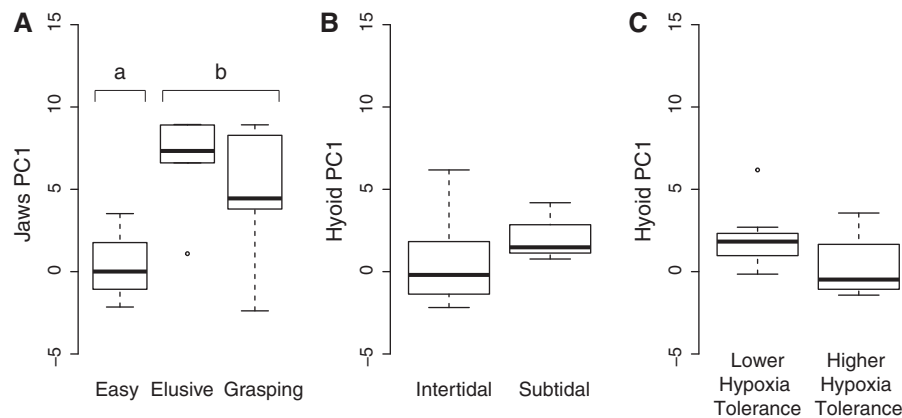 A
B
C
Jaws PC1
15
10
5
0
−5
a
b
Easy Elusive Grasping
Hyoid PC1
15
10
5
0
−5
Intertidal Subtidal
Hyoid PC1
15
10
5
0
−5
Lower
Hypoxia
Tolerance
Higher
Hypoxia
Tolerance